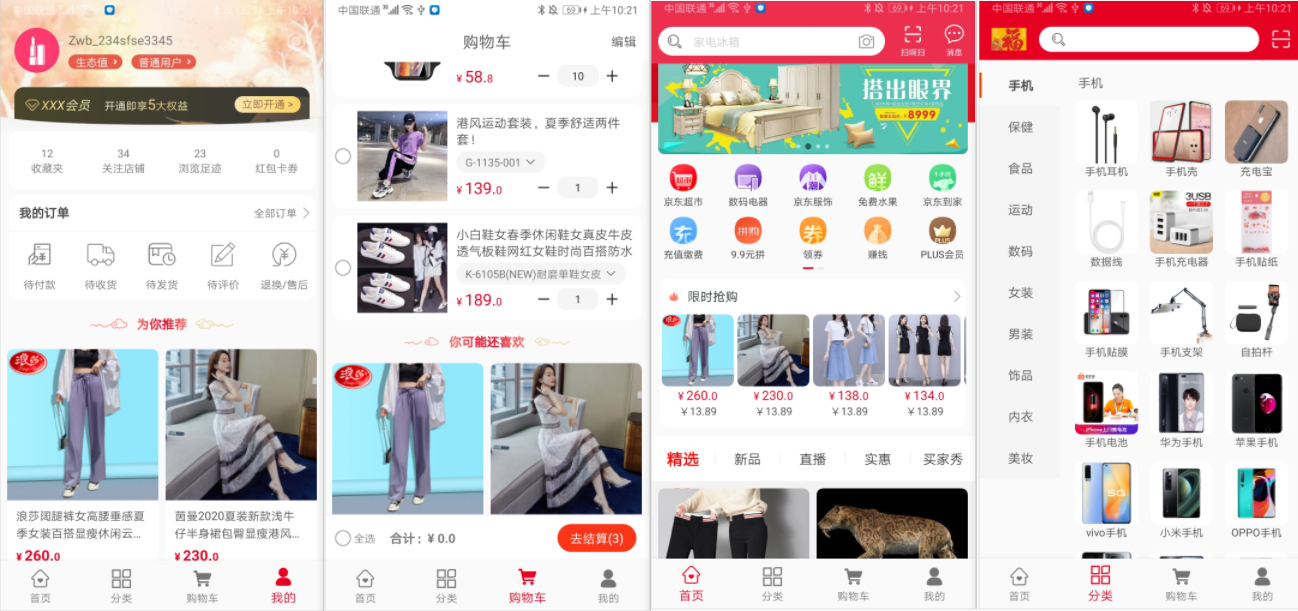 中国联通 上午10:21
Zwb_234sfse3345
生态值 普通用户
XXX会员 开通即享5大权益 立即开通 >
12 34 23 0
收藏夹 关注店铺 浏览足迹 红包卡券
我的订单 全部订单
待付款 待收货 待发货 待评价 退换/售后
为你推荐
浪莎
浪莎阔腿裤女高腰垂感夏
季女装百搭显瘦休闲云...
¥ 260.0
茵曼2020夏装新款浅牛
仔半身裙包臀显瘦港风...
¥ 230.0
首页 分类 购物车 我的
中国联通 69 上午10:21
购物车 编辑
¥ 58.8 10
港风运动套装，夏季舒适两件
套！
G-1135-001
¥ 139.0 1
小白鞋女春季休闲鞋女真皮牛皮
透气板鞋网红女鞋时尚百搭防水
K-6105B(NEW)耐磨单鞋女皮
¥ 189.0 1
你可能还喜欢
浪莎
全选 合计：¥ 0.0 去结算(3)
首页 分类 购物车 我的
中国联通 69 上午10:21
家电冰箱 扫啊扫 消息
搭出眼界
¥8999
京东超市 数码电器 京东服饰 免费水果 京东到家
充值缴费 9.9元拼 领券 赚钱 PLUS会员
限时抢购
浪莎
¥260.0 ¥230.0 ¥138.0 ¥134.0
¥13.89 ¥13.89 ¥13.89 ¥13.89
精选 新品 直播 实惠 买家秀
首页 分类 购物车 我的
中国联通 69 上午10:21
福
手机
保健
食品
运动
数码
女装
男装
饰品
内衣
美妆
手机
手机耳机 手机壳 充电宝
3USB
数据线 手机充电器 手机贴纸
手机贴膜 手机支架 自拍杆
手机电池 华为手机 苹果手机
5G
vivo手机 小米手机 OPPO手机
首页 分类 购物车 我的